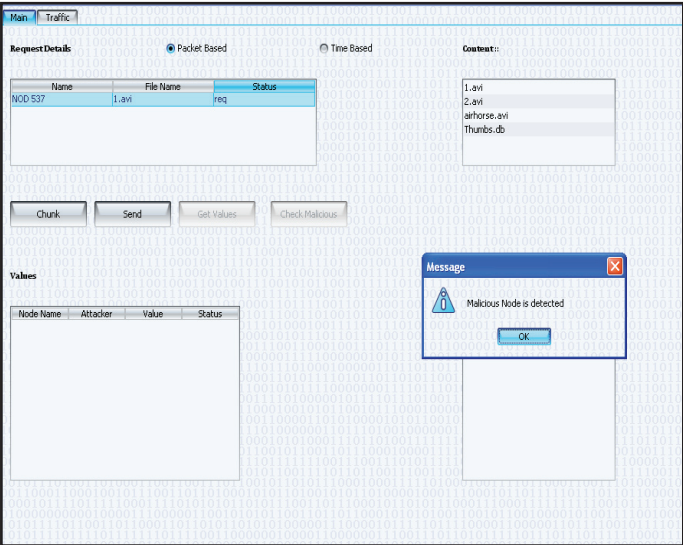 Main Traffic
Request Details Packet Based Time Based Content ::
Name File Name Status
NOD 537 1.avi req
1.avi
2.avi
airhorse.avi
Thumbs.db
Chunk Send Get Values Check Malicious
Values
Node Name Attacker Value Status
Message
Malicious Node is detected
OK